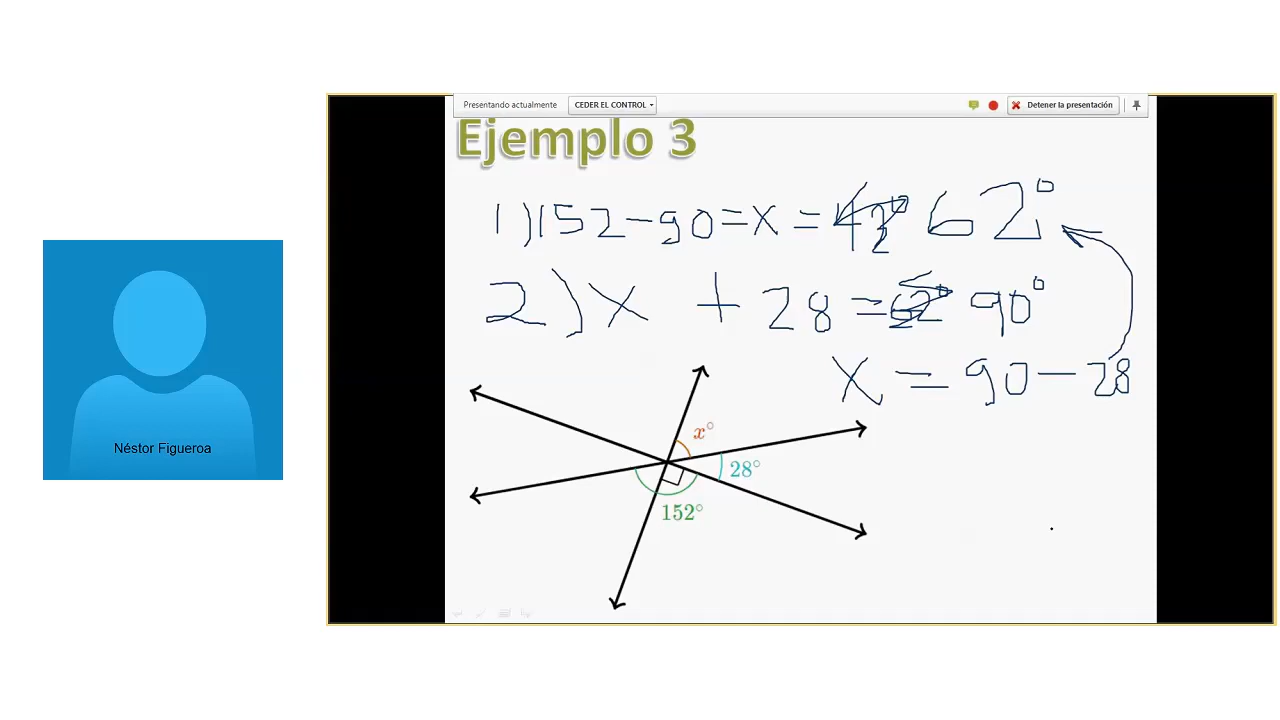 Presentando actualmente
CEDER EL CONTROL
Detener la presentación
Ejemplo 3
1)152-90=X=42° 62°
2)X + 28=62° 90°
X = 90-28
x°
28°
152°
Néstor Figueroa